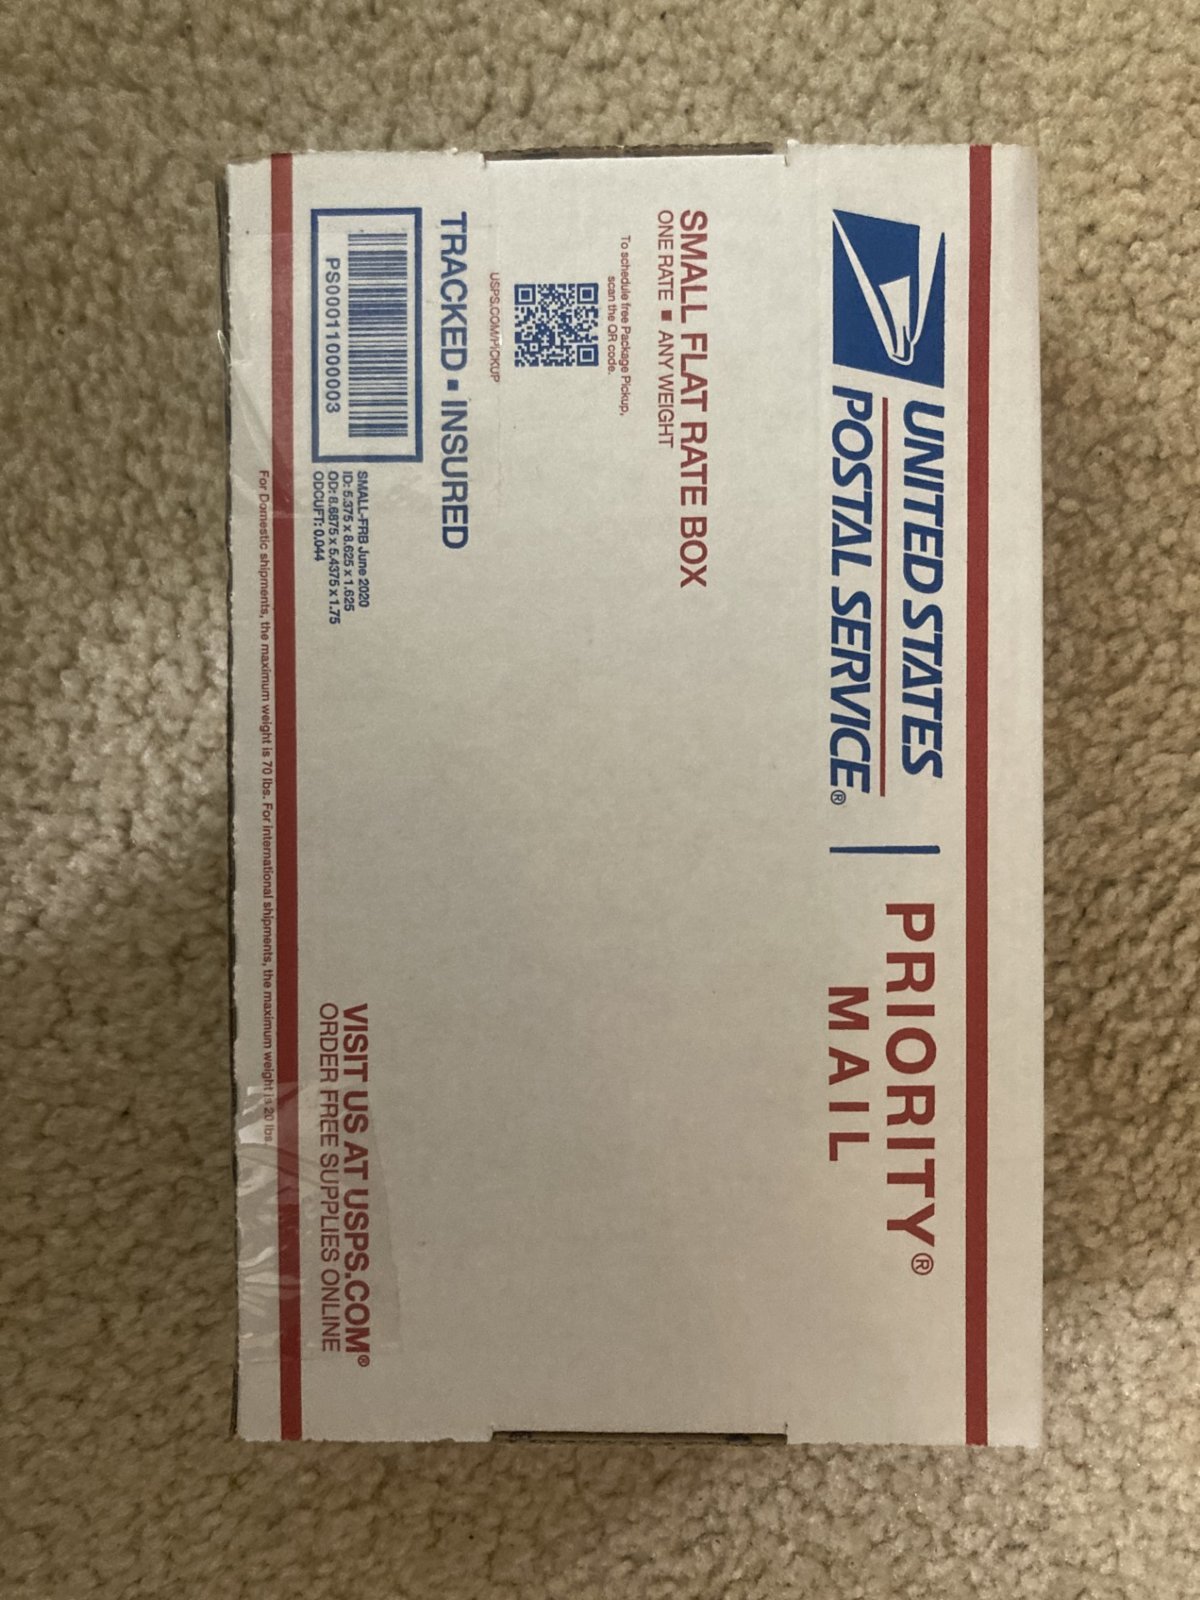 UNITED STATES
POSTAL SERVICE®
PRIORITY®
MAIL
SMALL FLAT RATE BOX
ONE RATE ■ ANY WEIGHT
To schedule free Package Pickup,
scan the QR code.
USPS.COM/PICKUP
TRACKED ■ INSURED
PS00011000003
SMALL-FRB June 2020
ID: 5.375 x 8.625 x 1.625
OD: 8.6875 x 5.4375 x 1.75
ODCUFT: 0.044
VISIT US AT USPS.COM®
ORDER FREE SUPPLIES ONLINE
For Domestic shipments, the maximum weight is 70 lbs. For international shipments, the maximum weight is 20 lbs.